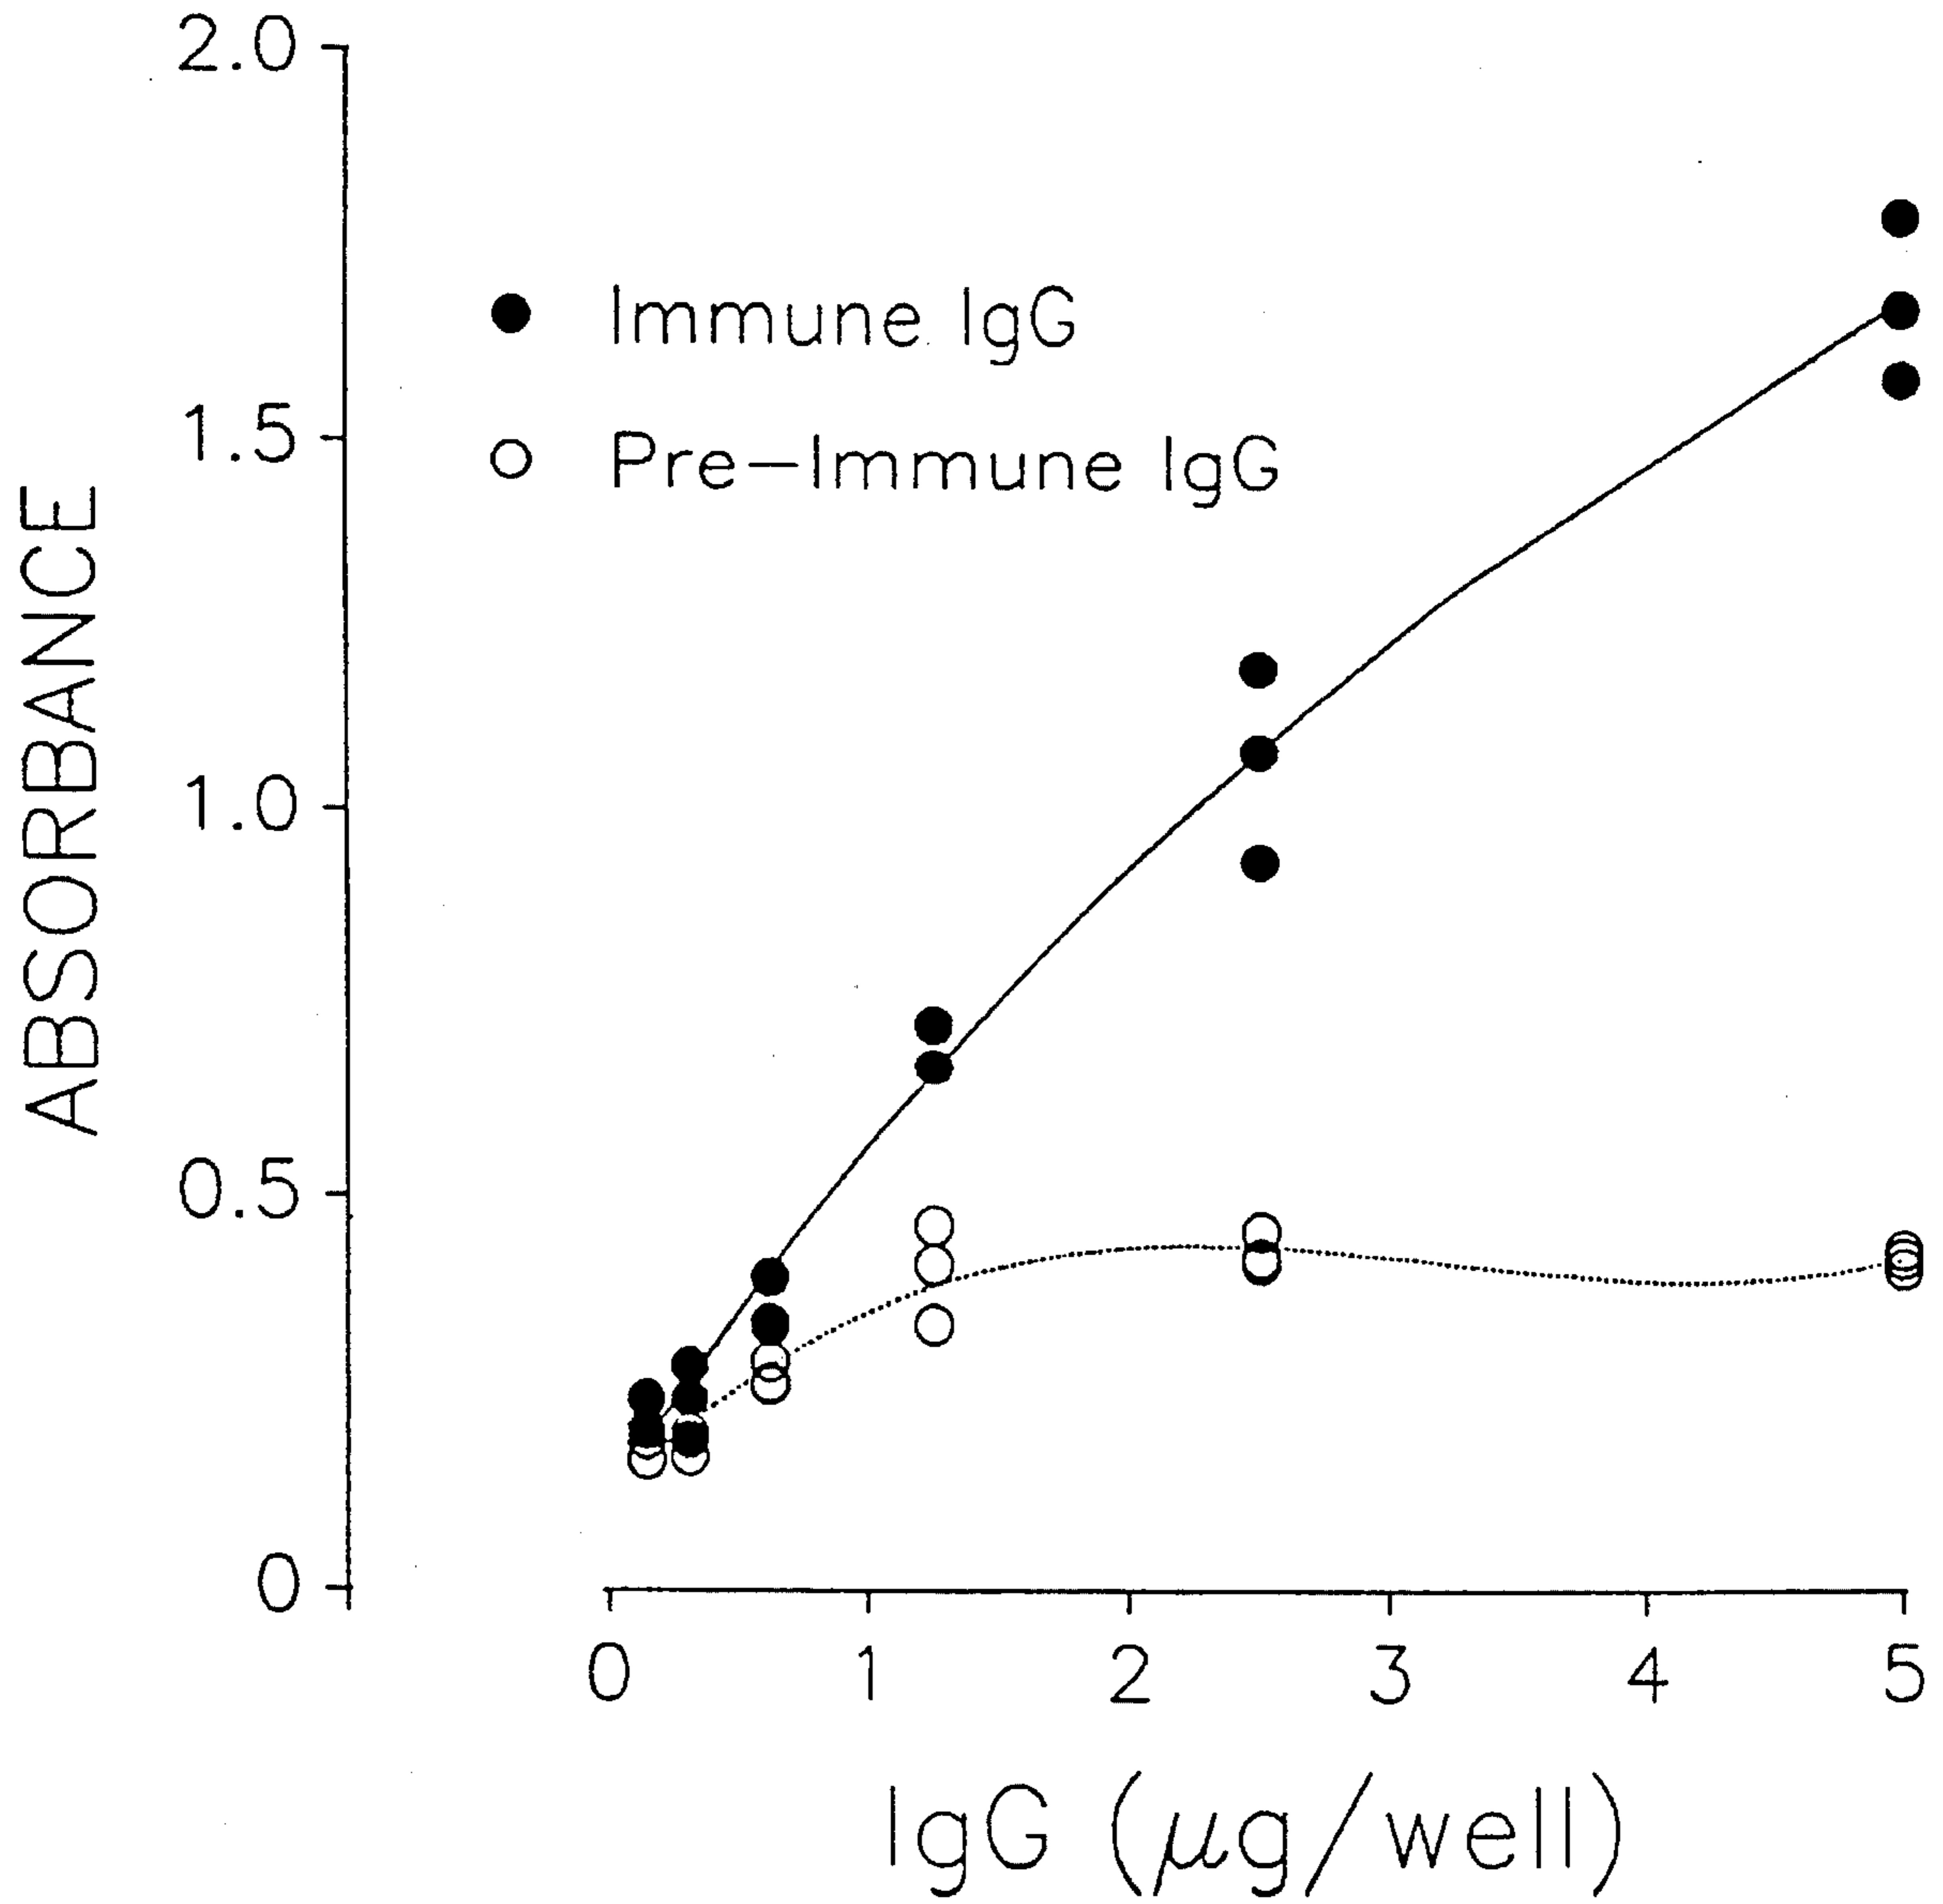 2.0
1.5
1.0
0.5
0
ABSORBANCE
Immune IgG
Pre-Immune IgG
0 1 2 3 4 5
IgG (μg/well)